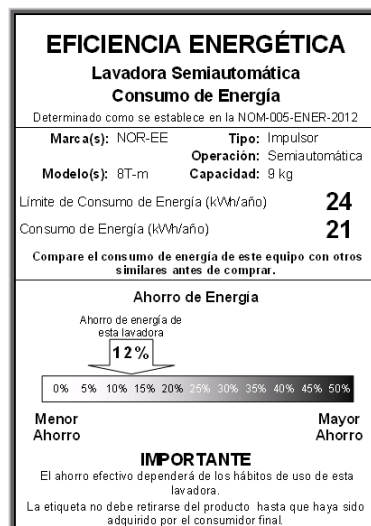 EFICIENCIA ENERGÉTICA
Lavadora Semiautomática
Consumo de Energía
Determinado como se establece en la NOM-005-ENER-2012
Marca(s): NOR-EE Tipo: Impulsor
Operación: Semiautomática
Modelo(s): 8T-m Capacidad: 9 kg
Límite de Consumo de Energía (kWh/año) 24
Consumo de Energía (kWh/año) 21
Compare el consumo de energía de este equipo con otros
similares antes de comprar.
Ahorro de Energía
Ahorro de energía de
esta lavadora
12%
0% 5% 10% 15% 20% 25% 30% 35% 40% 45% 50%
Menor Mayor
Ahorro Ahorro
IMPORTANTE
El ahorro efectivo dependerá de los hábitos de uso de esta
lavadora.
La etiqueta no debe retirarse del producto hasta que haya sido
adquirido por el consumidor final.